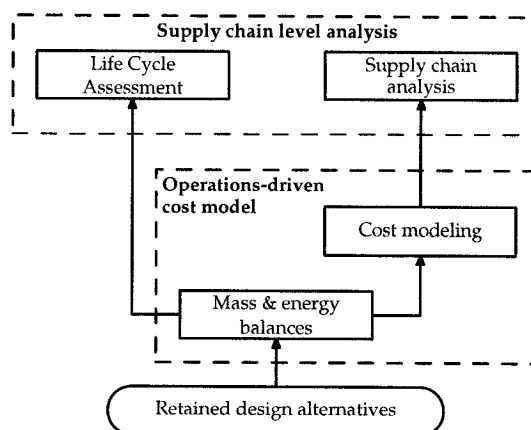 Supply chain level analysis
Life Cycle
Assessment
Supply chain
analysis
Operations-driven
cost model
Cost modeling
Mass & energy
balances
Retained design alternatives